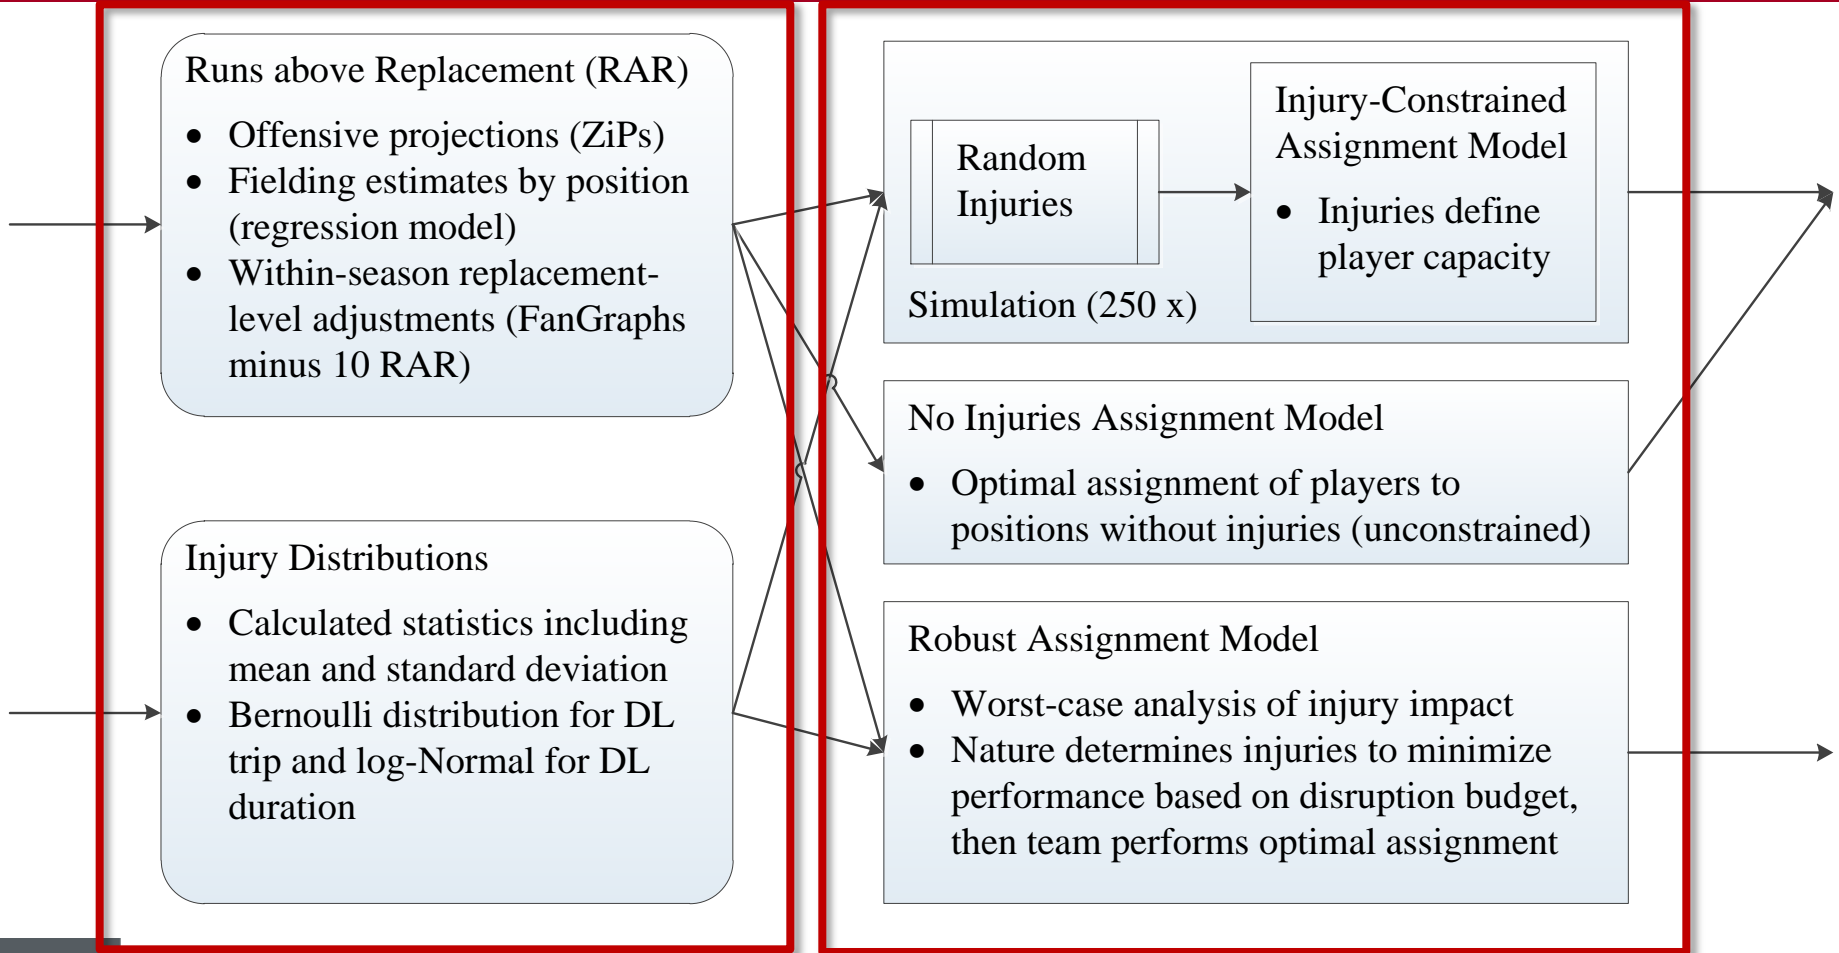 Runs above Replacement (RAR)
• Offensive projections (ZiPs)
• Fielding estimates by position
(regression model)
• Within-season replacement-
level adjustments (FanGraphs
minus 10 RAR)
Injury Distributions
• Calculated statistics including
mean and standard deviation
• Bernoulli distribution for DL
trip and log-Normal for DL
duration
Random
Injuries
Simulation (250 x)
Injury-Constrained
Assignment Model
• Injuries define
player capacity
No Injuries Assignment Model
• Optimal assignment of players to
positions without injuries (unconstrained)
Robust Assignment Model
• Worst-case analysis of injury impact
• Nature determines injuries to minimize
performance based on disruption budget,
then team performs optimal assignment